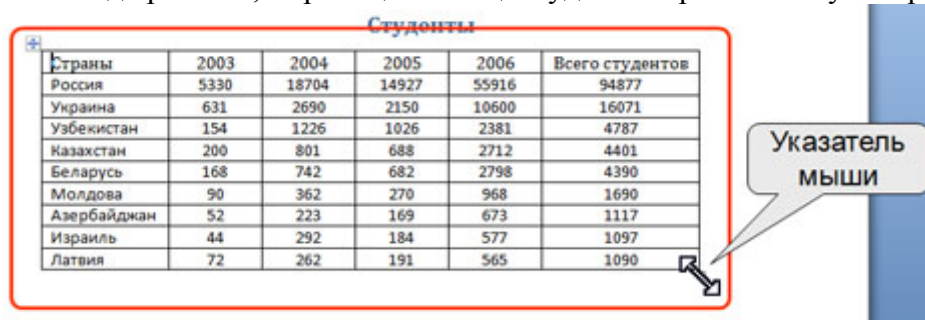 Студенты
Страны 2003 2004 2005 2006 Всего студентов
Россия 5330 18704 14927 55916 94877
Украина 631 2690 2150 10600 16071
Узбекистан 154 1226 1026 2381 4787
Казахстан 200 801 688 2712 4401
Беларусь 168 742 682 2798 4390
Молдова 90 362 270 968 1690
Азербайджан 52 223 169 673 1117
Израиль 44 292 184 577 1097
Латвия 72 262 191 565 1090
Указатель
мыши